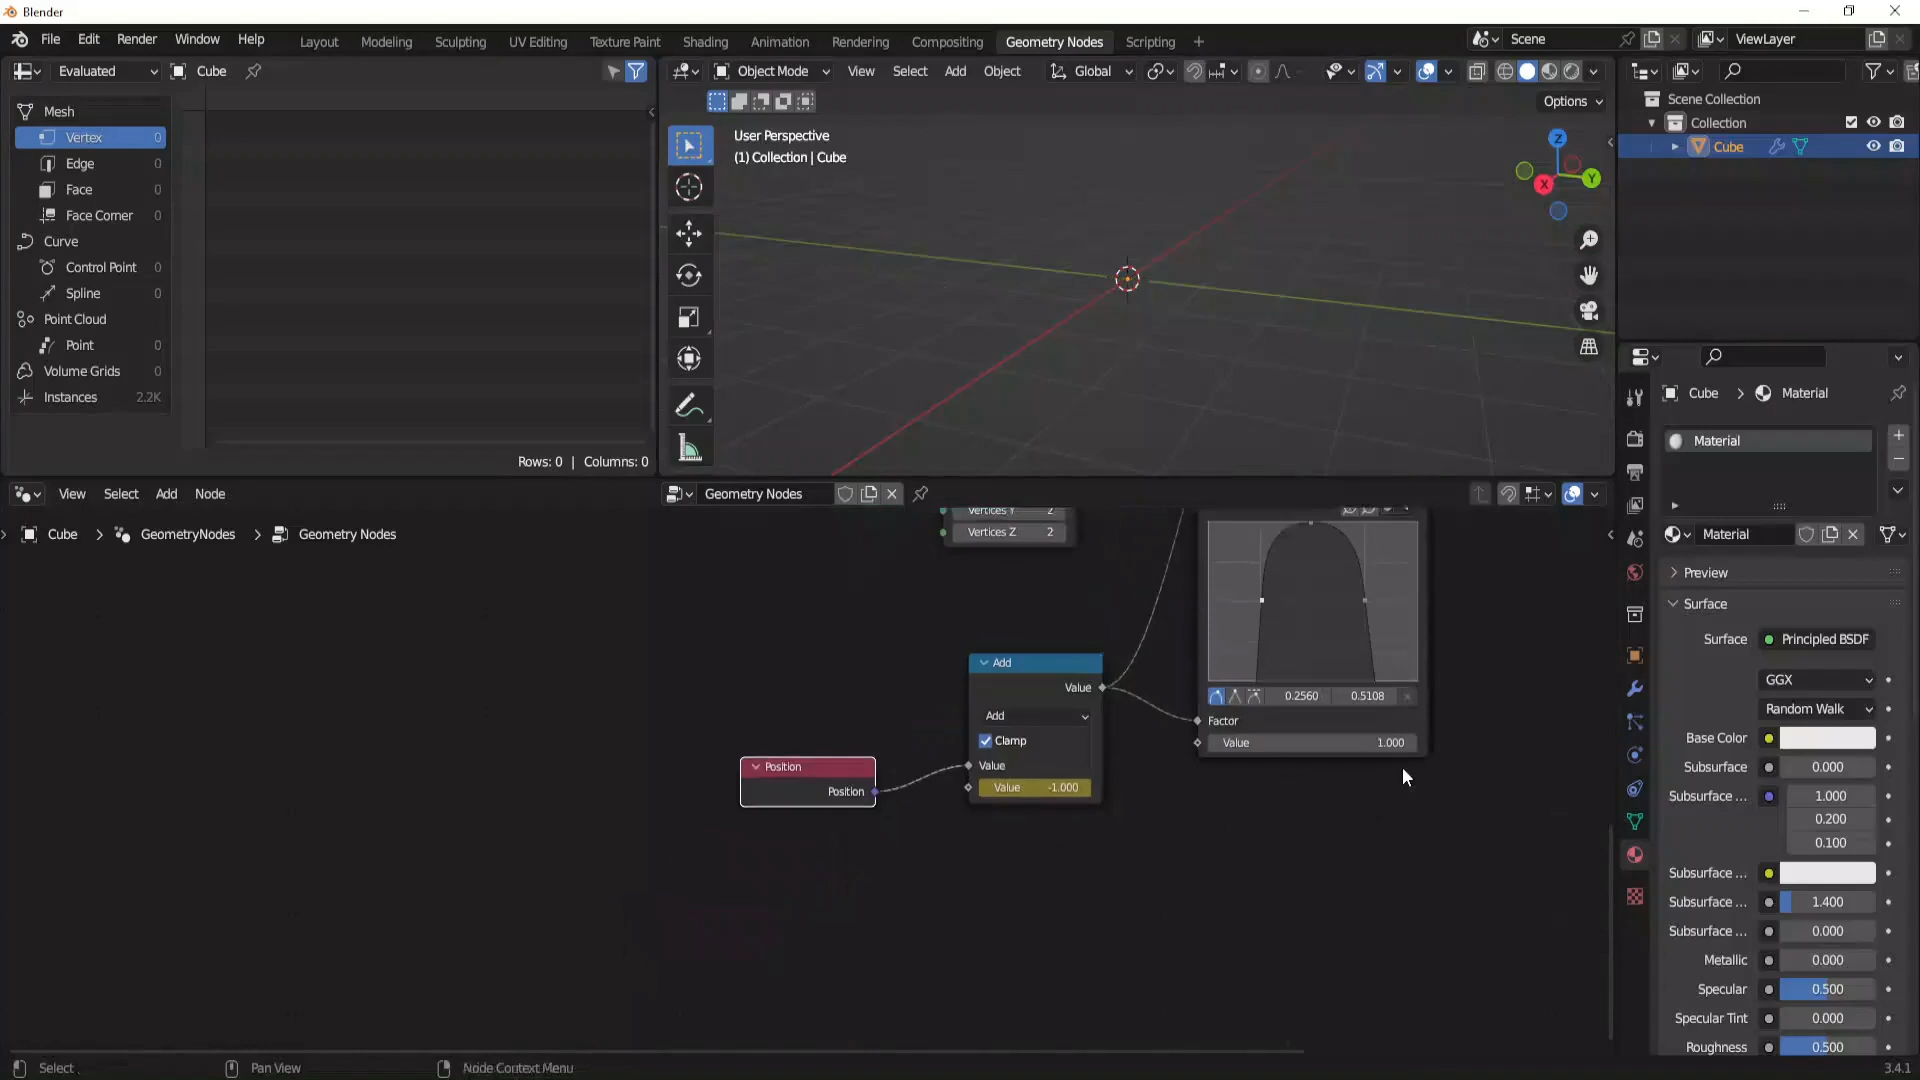 Blender
File Edit Render Window Help Layout Modeling Sculpting UV Editing Texture Paint Shading Animation Rendering Compositing Geometry Nodes Scripting + Scene ViewLayer
Evaluated Cube
Object Mode View Select Add Object Global
Options
Mesh
Vertex 0
Edge 0
Face 0
Face Corner 0
Curve
Control Point 0
Spline 0
Point Cloud
Point 0
Volume Grids 0
Instances 2.2K
Rows: 0 | Columns: 0
User Perspective
(1) Collection | Cube
Z
Y
X
Scene Collection
Collection
Cube
Cube > Material
Material
Material
Preview
Surface
Surface Principled BSDF
GGX
Random Walk
Base Color
Subsurface 0.000
Subsurface ... 1.000
0.200
0.100
Subsurface ...
Subsurface ... 1.400
Subsurface ... 0.000
Metallic 0.000
Specular 0.500
Specular Tint 0.000
Roughness 0.500
View Select Add Node Geometry Nodes
Cube > GeometryNodes > Geometry Nodes
Vertices Y 2
Vertices Z 2
Add
Value
Add
Clamp
Value
Value -1.000
Position
Position
0.2560 0.5108
Factor
Value 1.000
Select Pan View Node Context Menu 3.4.1